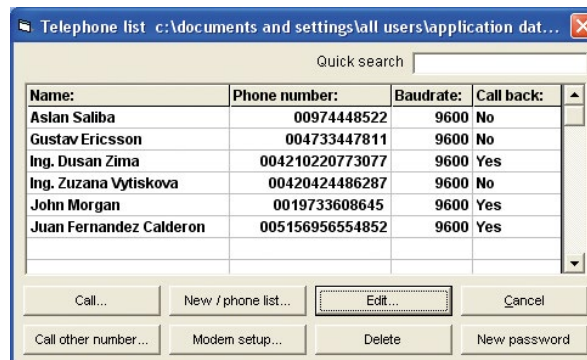 Telephone list c:\documents and settings\all users\application dat...
Quick search
Name: Phone number: Baudrate: Call back:
Aslan Saliba 00974448522 9600 No
Gustav Ericsson 004733447811 9600 No
Ing. Dusan Zima 004210220773077 9600 Yes
Ing. Zuzana Vytiskova 00420424486287 9600 No
John Morgan 0019733608645 9600 Yes
Juan Fernandez Calderon 005156956554852 9600 Yes
Call... New / phone list... Edit... Cancel
Call other number... Modem setup... Delete New password